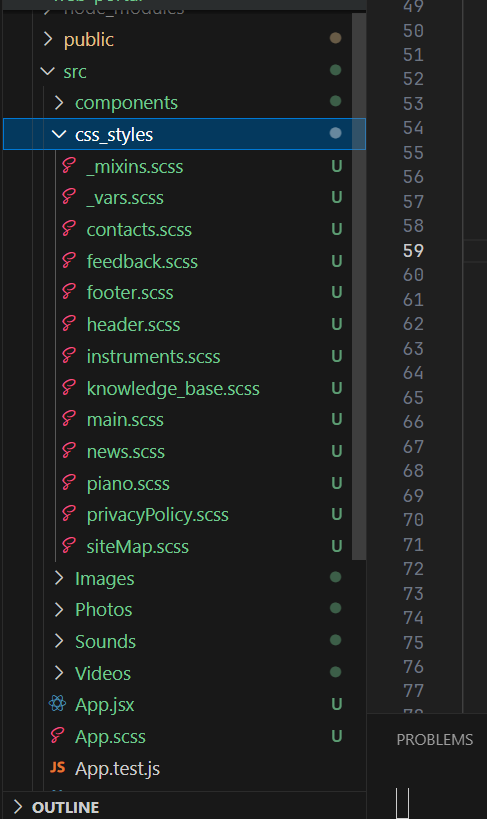 node_modules
public
src
components
css_styles
_mixins.scss U
_vars.scss U
contacts.scss U
feedback.scss U
footer.scss U
header.scss U
instruments.scss U
knowledge_base.scss U
main.scss U
news.scss U
piano.scss U
privacyPolicy.scss U
siteMap.scss U
Images
Photos
Sounds
Videos
App.jsx U
App.scss U
JS App.test.js
OUTLINE
49
50
51
52
53
54
55
56
57
58
59
60
61
62
63
64
65
66
67
68
69
70
71
72
73
74
75
76
77
PROBLEMS